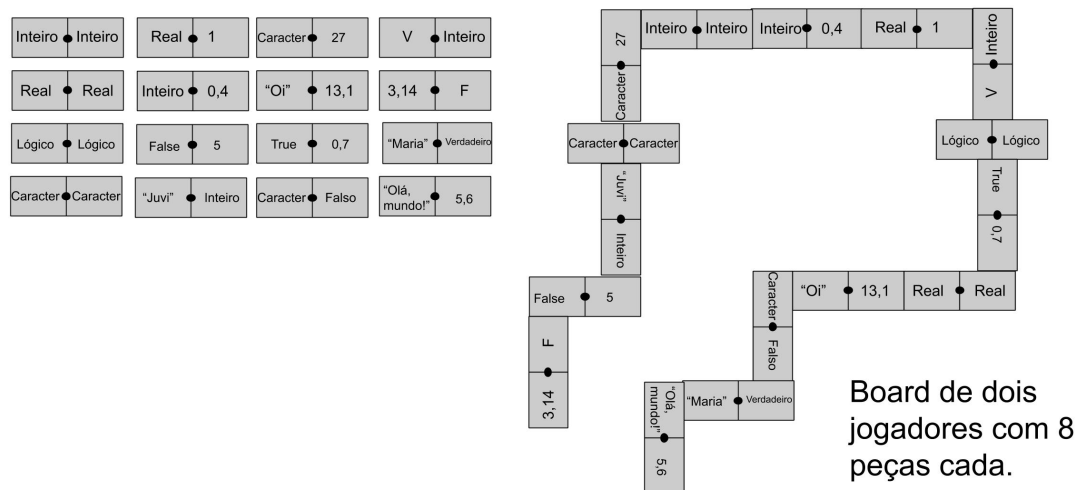 Inteiro Inteiro
Real 1
Caracter 27
V Inteiro
Real Real
Inteiro 0,4
“Oi” 13,1
3,14 F
Lógico Lógico
False 5
True 0,7
“Maria” Verdadeiro
Caracter Caracter
“Juvi” Inteiro
Caracter Falso
“Olá,
mundo!” 5,6
27 Caracter
Inteiro Inteiro
Inteiro 0,4
Real 1
Inteiro V
Caracter Caracter
Lógico Lógico
“Juvi” Inteiro
True 0,7
False 5
Caracter Falso
“Oi” 13,1
Real Real
F 3,14
“Olá,
mundo!” 5,6
“Maria” Verdadeiro
Board de dois
jogadores com 8
peças cada.